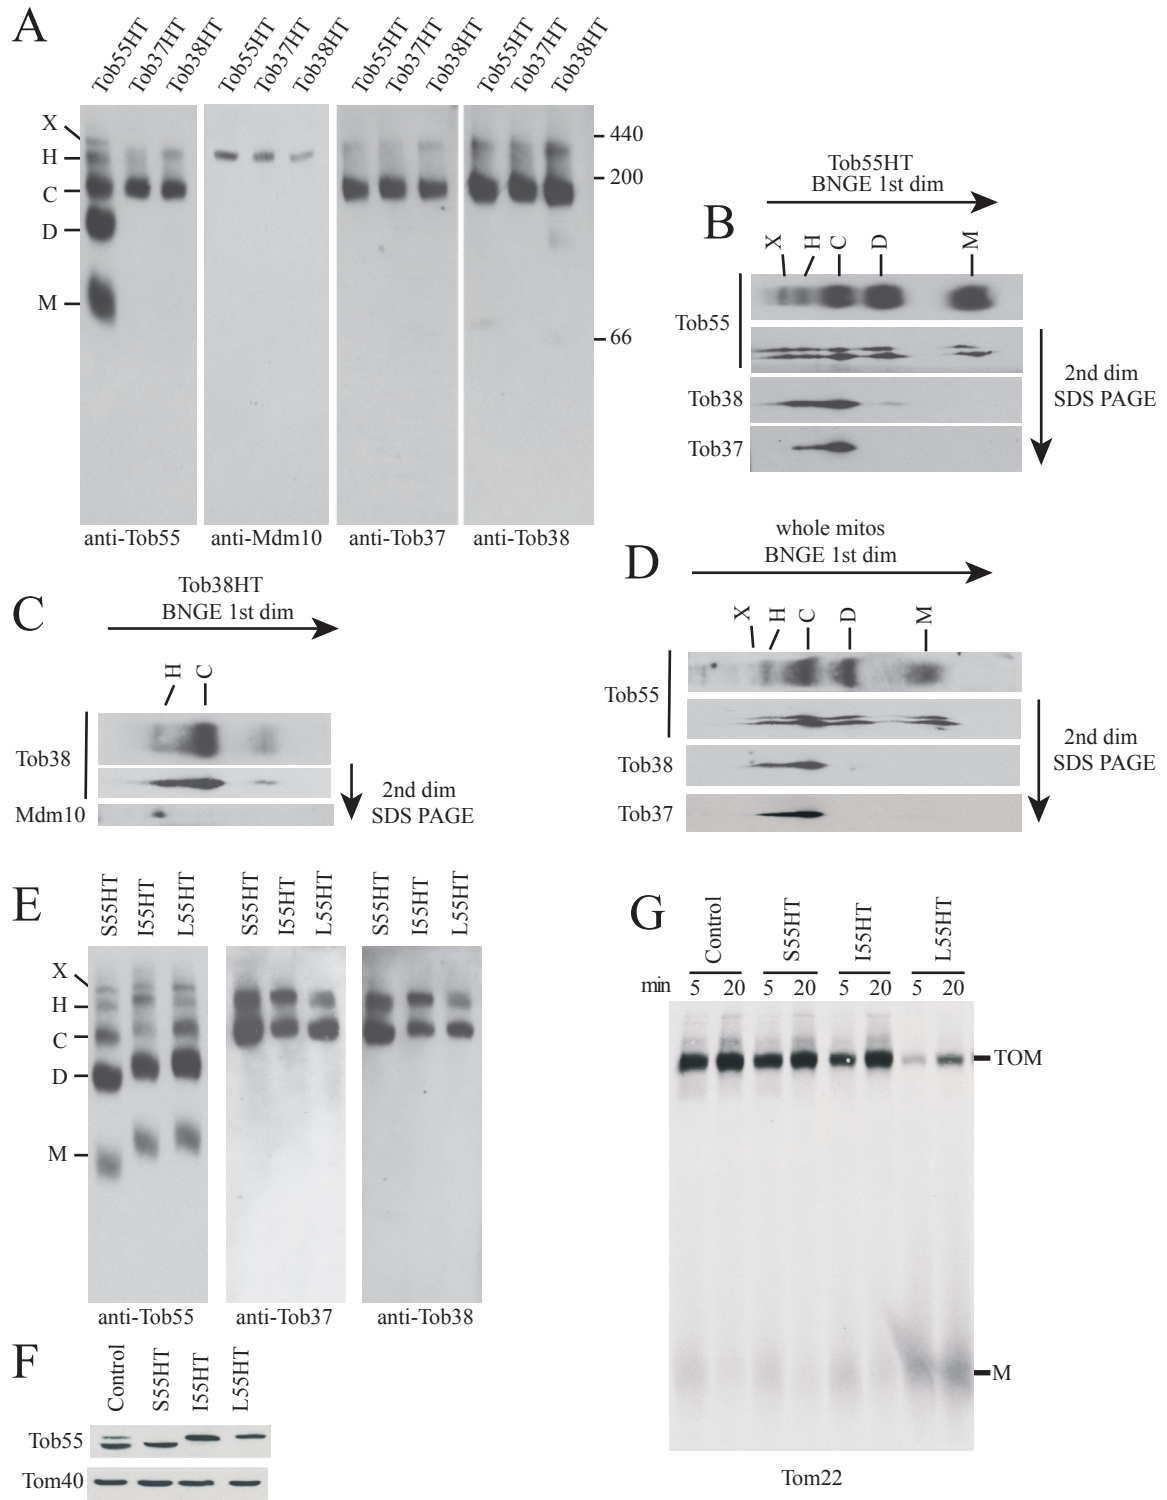 A
Tob55HT Tob37HT Tob38HT Tob55HT Tob37HT Tob38HT Tob55HT Tob37HT Tob38HT Tob55HT Tob37HT Tob38HT
X
H
C
D
M
440
200
66
anti-Tob55 anti-Mdm10 anti-Tob37 anti-Tob38
B
Tob55HT
BNGE 1st dim
X H C D M
Tob55
Tob38
Tob37
2nd dim
SDS PAGE
C
Tob38HT
BNGE 1st dim
H C
Tob38
Mdm10
2nd dim
SDS PAGE
D
whole mitos
BNGE 1st dim
X H C D M
Tob55
Tob38
Tob37
2nd dim
SDS PAGE
E
S55HT I55HT L55HT S55HT I55HT L55HT S55HT I55HT L55HT
X
H
C
D
M
anti-Tob55 anti-Tob37 anti-Tob38
F
Control S55HT I55HT L55HT
Tob55
Tom40
G
Control S55HT I55HT L55HT
min 5 20 5 20 5 20 5 20
TOM
M
Tom22